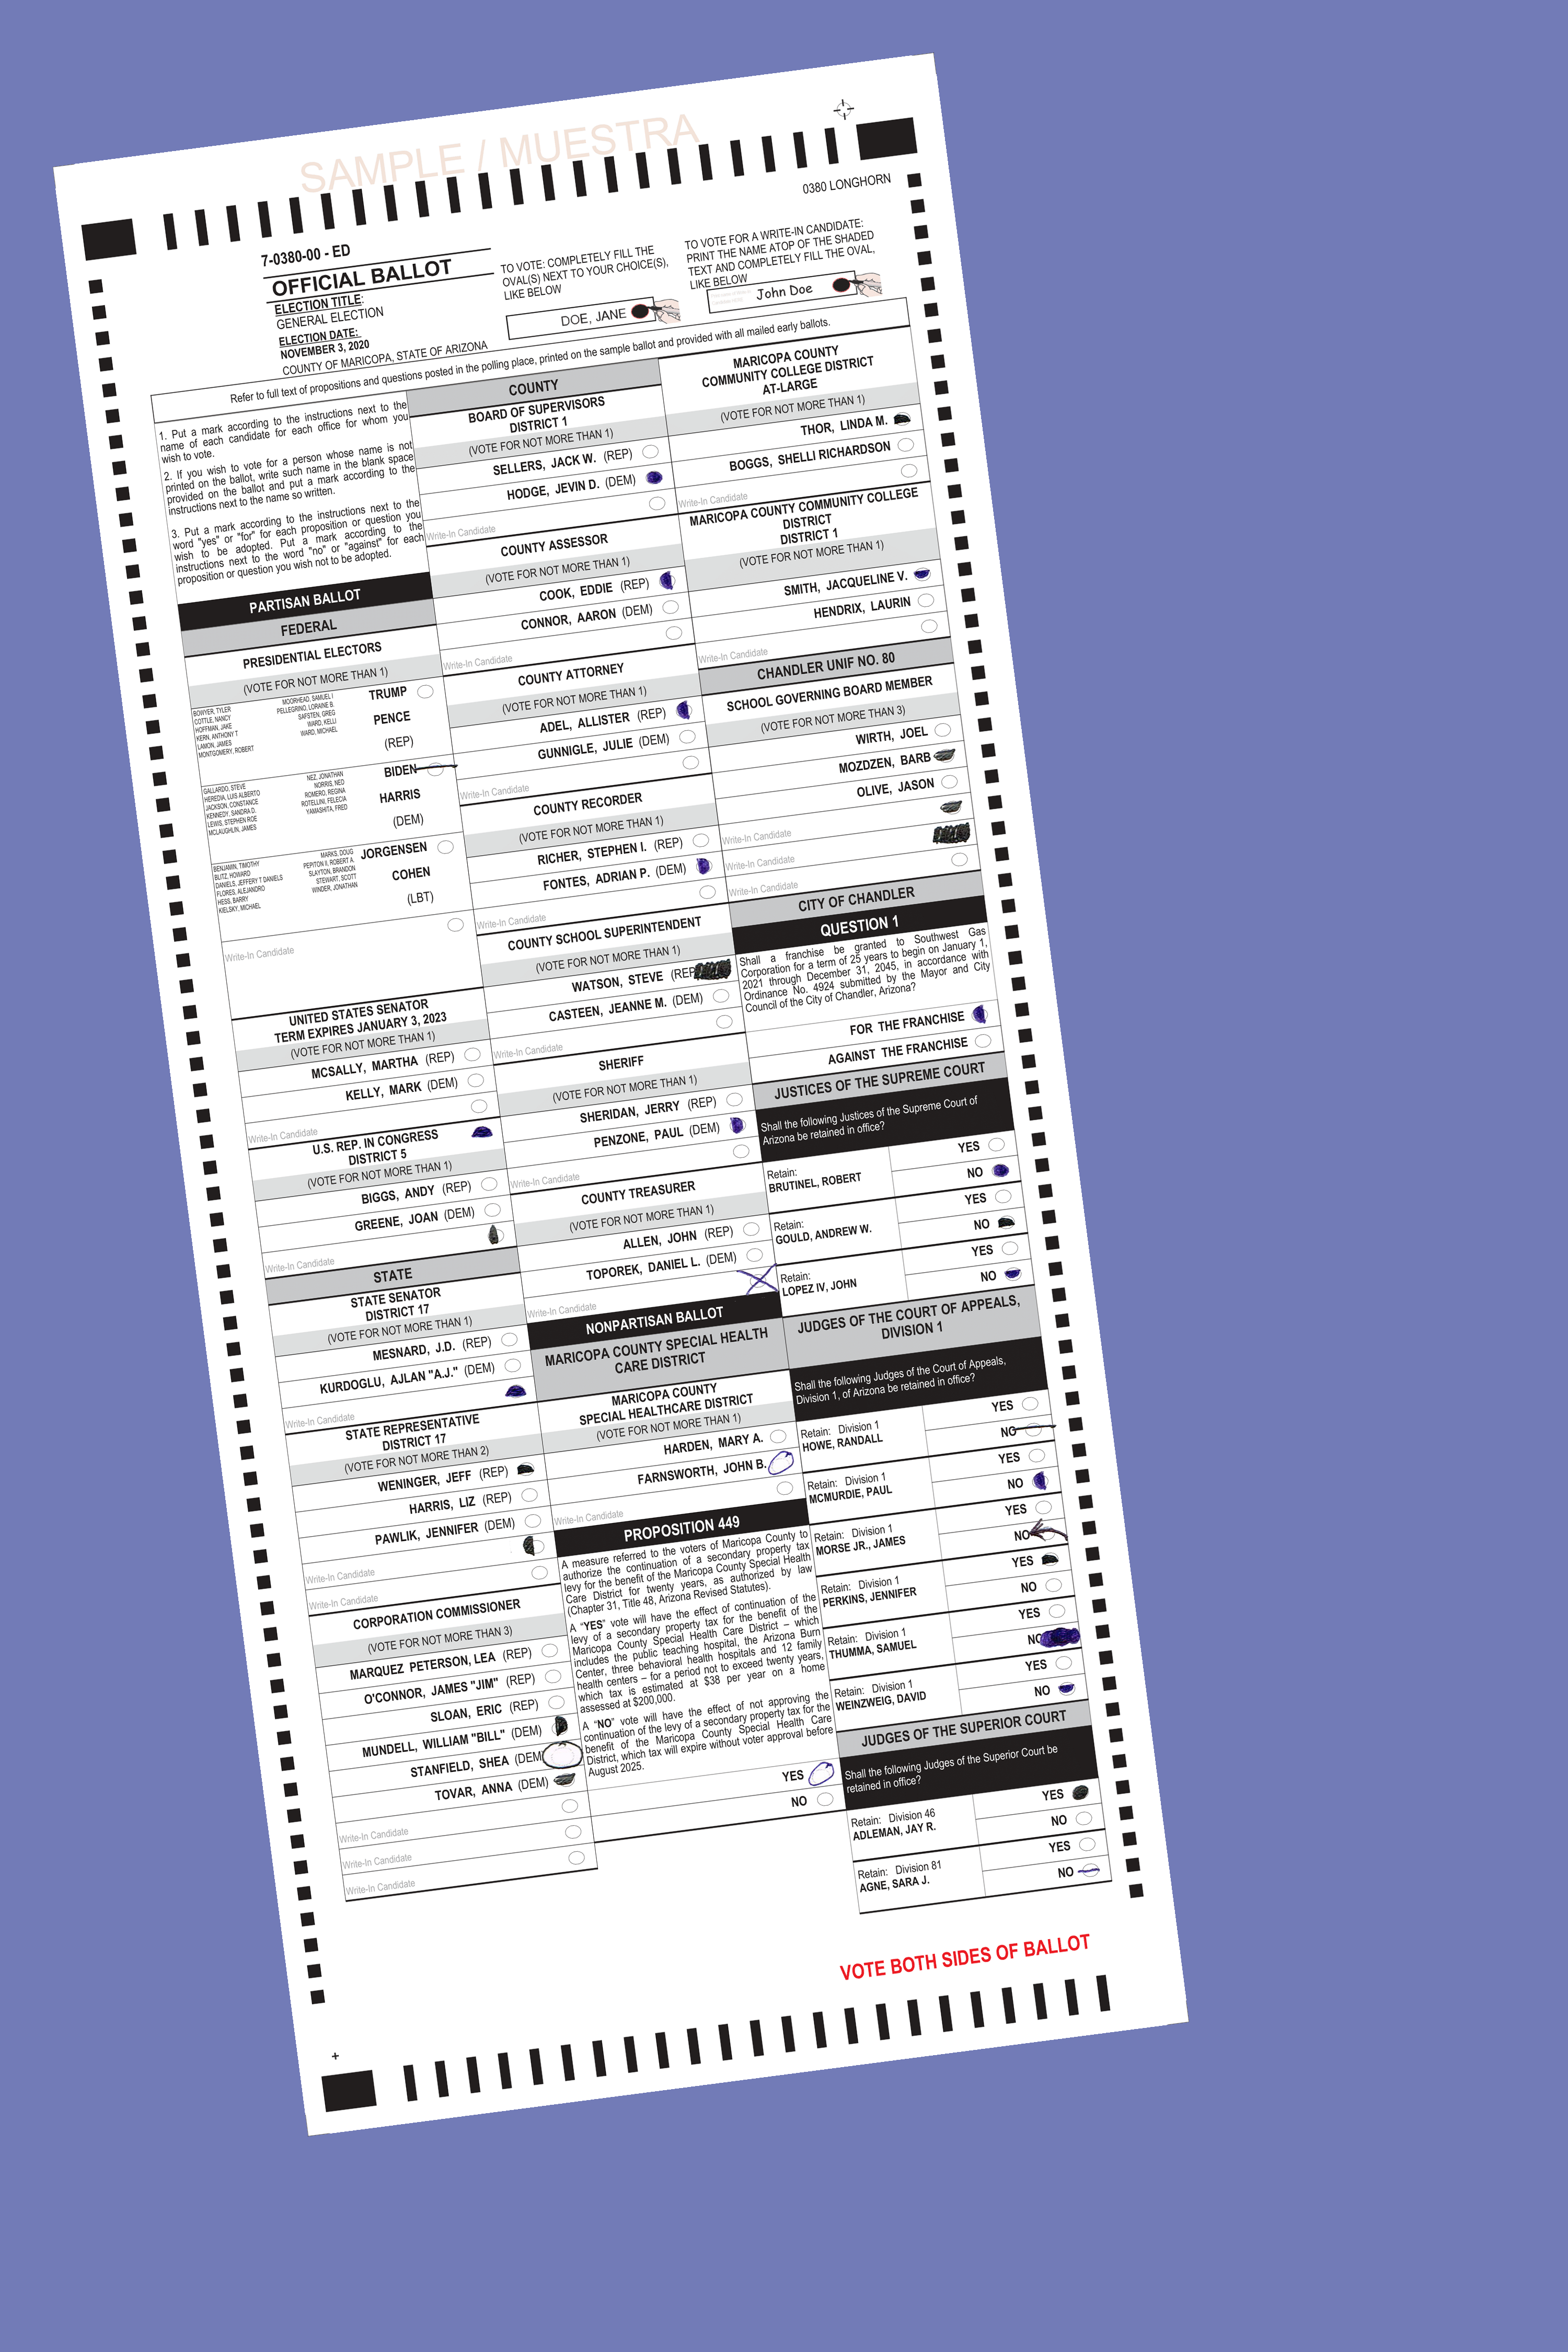 SAMPLE / MUESTRA
0380 LONGHORN
7-0380-00 - ED
OFFICIAL BALLOT
ELECTION TITLE:
GENERAL ELECTION
ELECTION DATE:
NOVEMBER 3, 2020
COUNTY OF MARICOPA, STATE OF ARIZONA
TO VOTE: COMPLETELY FILL THE
OVAL(S) NEXT TO YOUR CHOICE(S),
LIKE BELOW
DOE, JANE
TO VOTE FOR A WRITE-IN CANDIDATE:
PRINT THE NAME ATOP OF THE SHADED
TEXT AND COMPLETELY FILL THE OVAL,
LIKE BELOW
John Doe
Refer to full text of propositions and questions posted in the polling place, printed on the sample ballot and provided with all mailed early ballots.
1. Put a mark according to the instructions next to the
name of each candidate for each office for whom you
wish to vote.
2. If you wish to vote for a person whose name is not
printed on the ballot, write such name in the blank space
provided on the ballot and put a mark according to the
instructions next to the name so written.
3. Put a mark according to the instructions next to the
word "yes" or "for" for each proposition or question you
wish to be adopted. Put a mark according to the
instructions next to the word "no" or "against" for each
proposition or question you wish not to be adopted.
PARTISAN BALLOT
FEDERAL
PRESIDENTIAL ELECTORS
(VOTE FOR NOT MORE THAN 1)
BOWYER, TYLER
COTTLE, NANCY
HOFFMAN, JAKE
KERN, ANTHONY T
LAMON, JAMES
MONTGOMERY, ROBERT
MOORHEAD, SAMUEL I
PELLEGRINO, LORAINE B.
SAFSTEN, GREG
WARD, KELLI
WARD, MICHAEL
TRUMP
PENCE
(REP)
GALLARDO, STEVE
HEREDIA, LUIS ALBERTO
JACKSON, CONSTANCE
KENNEDY, SANDRA D.
LEWIS, STEPHEN ROE
MCLAUGHLIN, JAMES
NEZ, JONATHAN
NORRIS, NED
ROMERO, REGINA
ROTELLINI, FELECIA
YAMASHITA, FRED
BIDEN
HARRIS
(DEM)
BENJAMIN, TIMOTHY
BLITZ, HOWARD
DANIELS, JEFFERY T DANIELS
FLORES, ALEJANDRO
HESS, BARRY
KIELSKY, MICHAEL
MARKS, DOUG
PEPITON II, ROBERT A.
SLAYTON, BRANDON
STEWART, SCOTT
WINDER, JONATHAN
JORGENSEN
COHEN
(LBT)
Write-In Candidate
UNITED STATES SENATOR
TERM EXPIRES JANUARY 3, 2023
(VOTE FOR NOT MORE THAN 1)
MCSALLY, MARTHA (REP)
KELLY, MARK (DEM)
Write-In Candidate
U.S. REP. IN CONGRESS
DISTRICT 5
(VOTE FOR NOT MORE THAN 1)
BIGGS, ANDY (REP)
GREENE, JOAN (DEM)
Write-In Candidate
STATE
STATE SENATOR
DISTRICT 17
(VOTE FOR NOT MORE THAN 1)
MESNARD, J.D. (REP)
KURDOGLU, AJLAN "A.J." (DEM)
Write-In Candidate
STATE REPRESENTATIVE
DISTRICT 17
(VOTE FOR NOT MORE THAN 2)
WENINGER, JEFF (REP)
HARRIS, LIZ (REP)
PAWLIK, JENNIFER (DEM)
Write-In Candidate
Write-In Candidate
CORPORATION COMMISSIONER
(VOTE FOR NOT MORE THAN 3)
MARQUEZ PETERSON, LEA (REP)
O'CONNOR, JAMES "JIM" (REP)
SLOAN, ERIC (REP)
MUNDELL, WILLIAM "BILL" (DEM)
STANFIELD, SHEA (DEM
TOVAR, ANNA (DEM)
Write-In Candidate
Write-In Candidate
Write-In Candidate
COUNTY
BOARD OF SUPERVISORS
DISTRICT 1
(VOTE FOR NOT MORE THAN 1)
SELLERS, JACK W. (REP)
HODGE, JEVIN D. (DEM)
Write-In Candidate
COUNTY ASSESSOR
(VOTE FOR NOT MORE THAN 1)
COOK, EDDIE (REP)
CONNOR, AARON (DEM)
Write-In Candidate
COUNTY ATTORNEY
(VOTE FOR NOT MORE THAN 1)
ADEL, ALLISTER (REP)
GUNNIGLE, JULIE (DEM)
Write-In Candidate
COUNTY RECORDER
(VOTE FOR NOT MORE THAN 1)
RICHER, STEPHEN I. (REP)
FONTES, ADRIAN P. (DEM)
Write-In Candidate
COUNTY SCHOOL SUPERINTENDENT
(VOTE FOR NOT MORE THAN 1)
WATSON, STEVE (REP
CASTEEN, JEANNE M. (DEM)
Write-In Candidate
SHERIFF
(VOTE FOR NOT MORE THAN 1)
SHERIDAN, JERRY (REP)
PENZONE, PAUL (DEM)
Write-In Candidate
COUNTY TREASURER
(VOTE FOR NOT MORE THAN 1)
ALLEN, JOHN (REP)
TOPOREK, DANIEL L. (DEM)
Write-In Candidate
NONPARTISAN BALLOT
MARICOPA COUNTY SPECIAL HEALTH
CARE DISTRICT
MARICOPA COUNTY
SPECIAL HEALTHCARE DISTRICT
(VOTE FOR NOT MORE THAN 1)
HARDEN, MARY A.
FARNSWORTH, JOHN B.
Write-In Candidate
PROPOSITION 449
A measure referred to the voters of Maricopa County to
authorize the continuation of a secondary property tax
levy for the benefit of the Maricopa County Special Health
Care District for twenty years, as authorized by law
(Chapter 31, Title 48, Arizona Revised Statutes).
A “YES” vote will have the effect of continuation of the
levy of a secondary property tax for the benefit of the
Maricopa County Special Health Care District – which
includes the public teaching hospital, the Arizona Burn
Center, three behavioral health hospitals and 12 family
health centers – for a period not to exceed twenty years,
which tax is estimated at $38 per year on a home
assessed at $200,000.
A “NO” vote will have the effect of not approving the
continuation of the levy of a secondary property tax for the
benefit of the Maricopa County Special Health Care
District, which tax will expire without voter approval before
August 2025.
YES
NO
MARICOPA COUNTY
COMMUNITY COLLEGE DISTRICT
AT-LARGE
(VOTE FOR NOT MORE THAN 1)
THOR, LINDA M.
BOGGS, SHELLI RICHARDSON
Write-In Candidate
MARICOPA COUNTY COMMUNITY COLLEGE
DISTRICT
DISTRICT 1
(VOTE FOR NOT MORE THAN 1)
SMITH, JACQUELINE V.
HENDRIX, LAURIN
Write-In Candidate
CHANDLER UNIF NO. 80
SCHOOL GOVERNING BOARD MEMBER
(VOTE FOR NOT MORE THAN 3)
WIRTH, JOEL
MOZDZEN, BARB
OLIVE, JASON
Write-In Candidate
Write-In Candidate
Write-In Candidate
CITY OF CHANDLER
QUESTION 1
Shall a franchise be granted to Southwest Gas
Corporation for a term of 25 years to begin on January 1,
2021 through December 31, 2045, in accordance with
Ordinance No. 4924 submitted by the Mayor and City
Council of the City of Chandler, Arizona?
FOR THE FRANCHISE
AGAINST THE FRANCHISE
JUSTICES OF THE SUPREME COURT
Shall the following Justices of the Supreme Court of
Arizona be retained in office?
Retain:
BRUTINEL, ROBERT
YES
NO
Retain:
GOULD, ANDREW W.
YES
NO
Retain:
LOPEZ IV, JOHN
YES
NO
JUDGES OF THE COURT OF APPEALS,
DIVISION 1
Shall the following Judges of the Court of Appeals,
Division 1, of Arizona be retained in office?
Retain: Division 1
HOWE, RANDALL
YES
NO
Retain: Division 1
MCMURDIE, PAUL
YES
NO
Retain: Division 1
MORSE JR., JAMES
YES
NO
Retain: Division 1
PERKINS, JENNIFER
YES
NO
Retain: Division 1
THUMMA, SAMUEL
YES
NO
Retain: Division 1
WEINZWEIG, DAVID
YES
NO
JUDGES OF THE SUPERIOR COURT
Shall the following Judges of the Superior Court be
retained in office?
Retain: Division 46
ADLEMAN, JAY R.
YES
NO
Retain: Division 81
AGNE, SARA J.
YES
NO
VOTE BOTH SIDES OF BALLOT